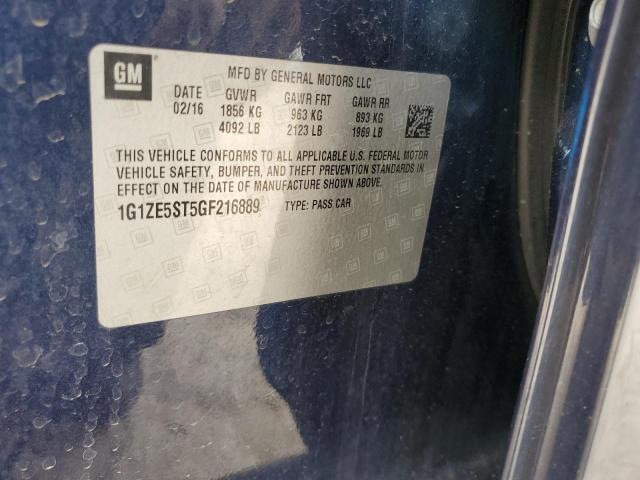 GM
MFD BY GENERAL MOTORS LLC
DATE GVWR GAWR FRT GAWR RR
02/16 1856 KG 963 KG 893 KG
4092 LB 2123 LB 1969 LB
THIS VEHICLE CONFORMS TO ALL APPLICABLE U.S. FEDERAL MOTOR
VEHICLE SAFETY, BUMPER, AND THEFT PREVENTION STANDARDS IN
EFFECT ON THE DATE OF MANUFACTURE SHOWN ABOVE.
1G1ZE5ST5GF216889 TYPE: PASS CAR